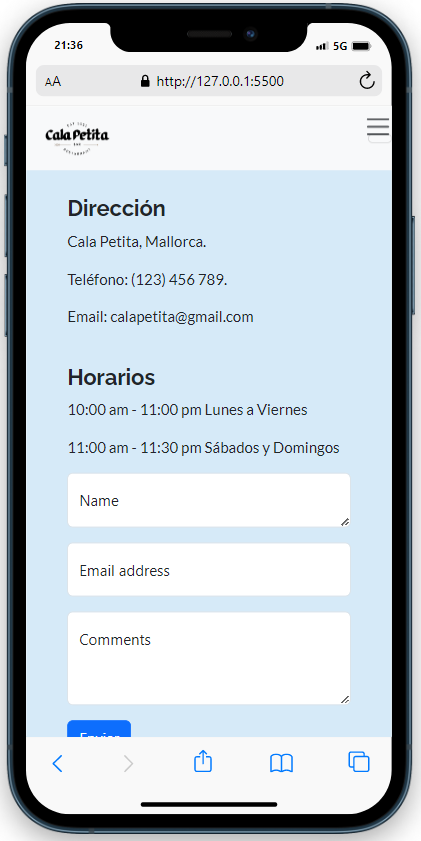 21:36
5G
AA
http://127.0.0.1:5500
Cala Petita
BAR
Dirección
Cala Petita, Mallorca.
Teléfono: (123) 456 789.
Email: calapetita@gmail.com
Horarios
10:00 am - 11:00 pm Lunes a Viernes
11:00 am - 11:30 pm Sábados y Domingos
Name
Email address
Comments
Enviar